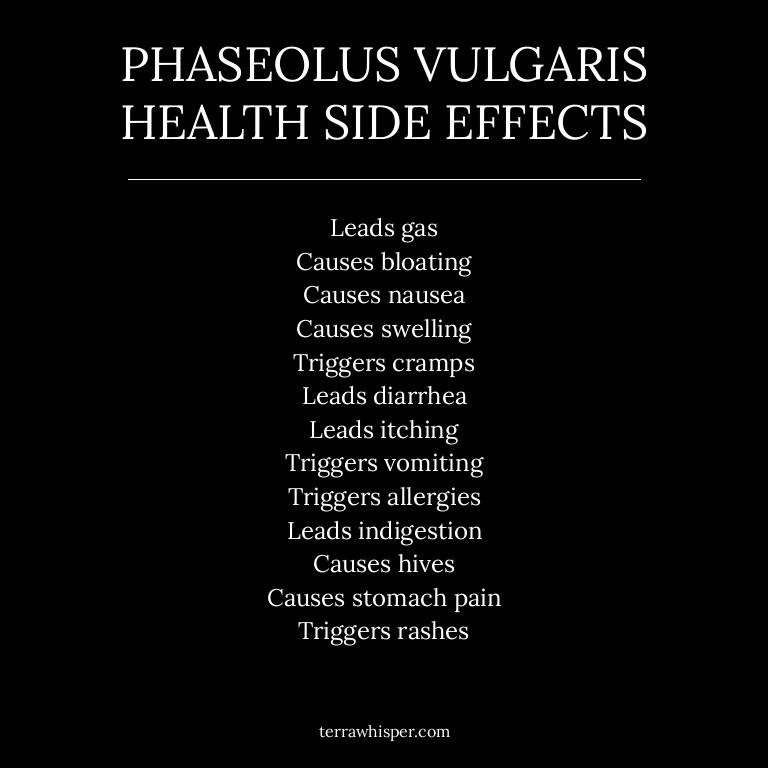 PHASEOLUS VULGARIS
HEALTH SIDE EFFECTS
Leads gas
Causes bloating
Causes nausea
Causes swelling
Triggers cramps
Leads diarrhea
Leads itching
Triggers vomiting
Triggers allergies
Leads indigestion
Causes hives
Causes stomach pain
Triggers rashes
terrawhisper.com